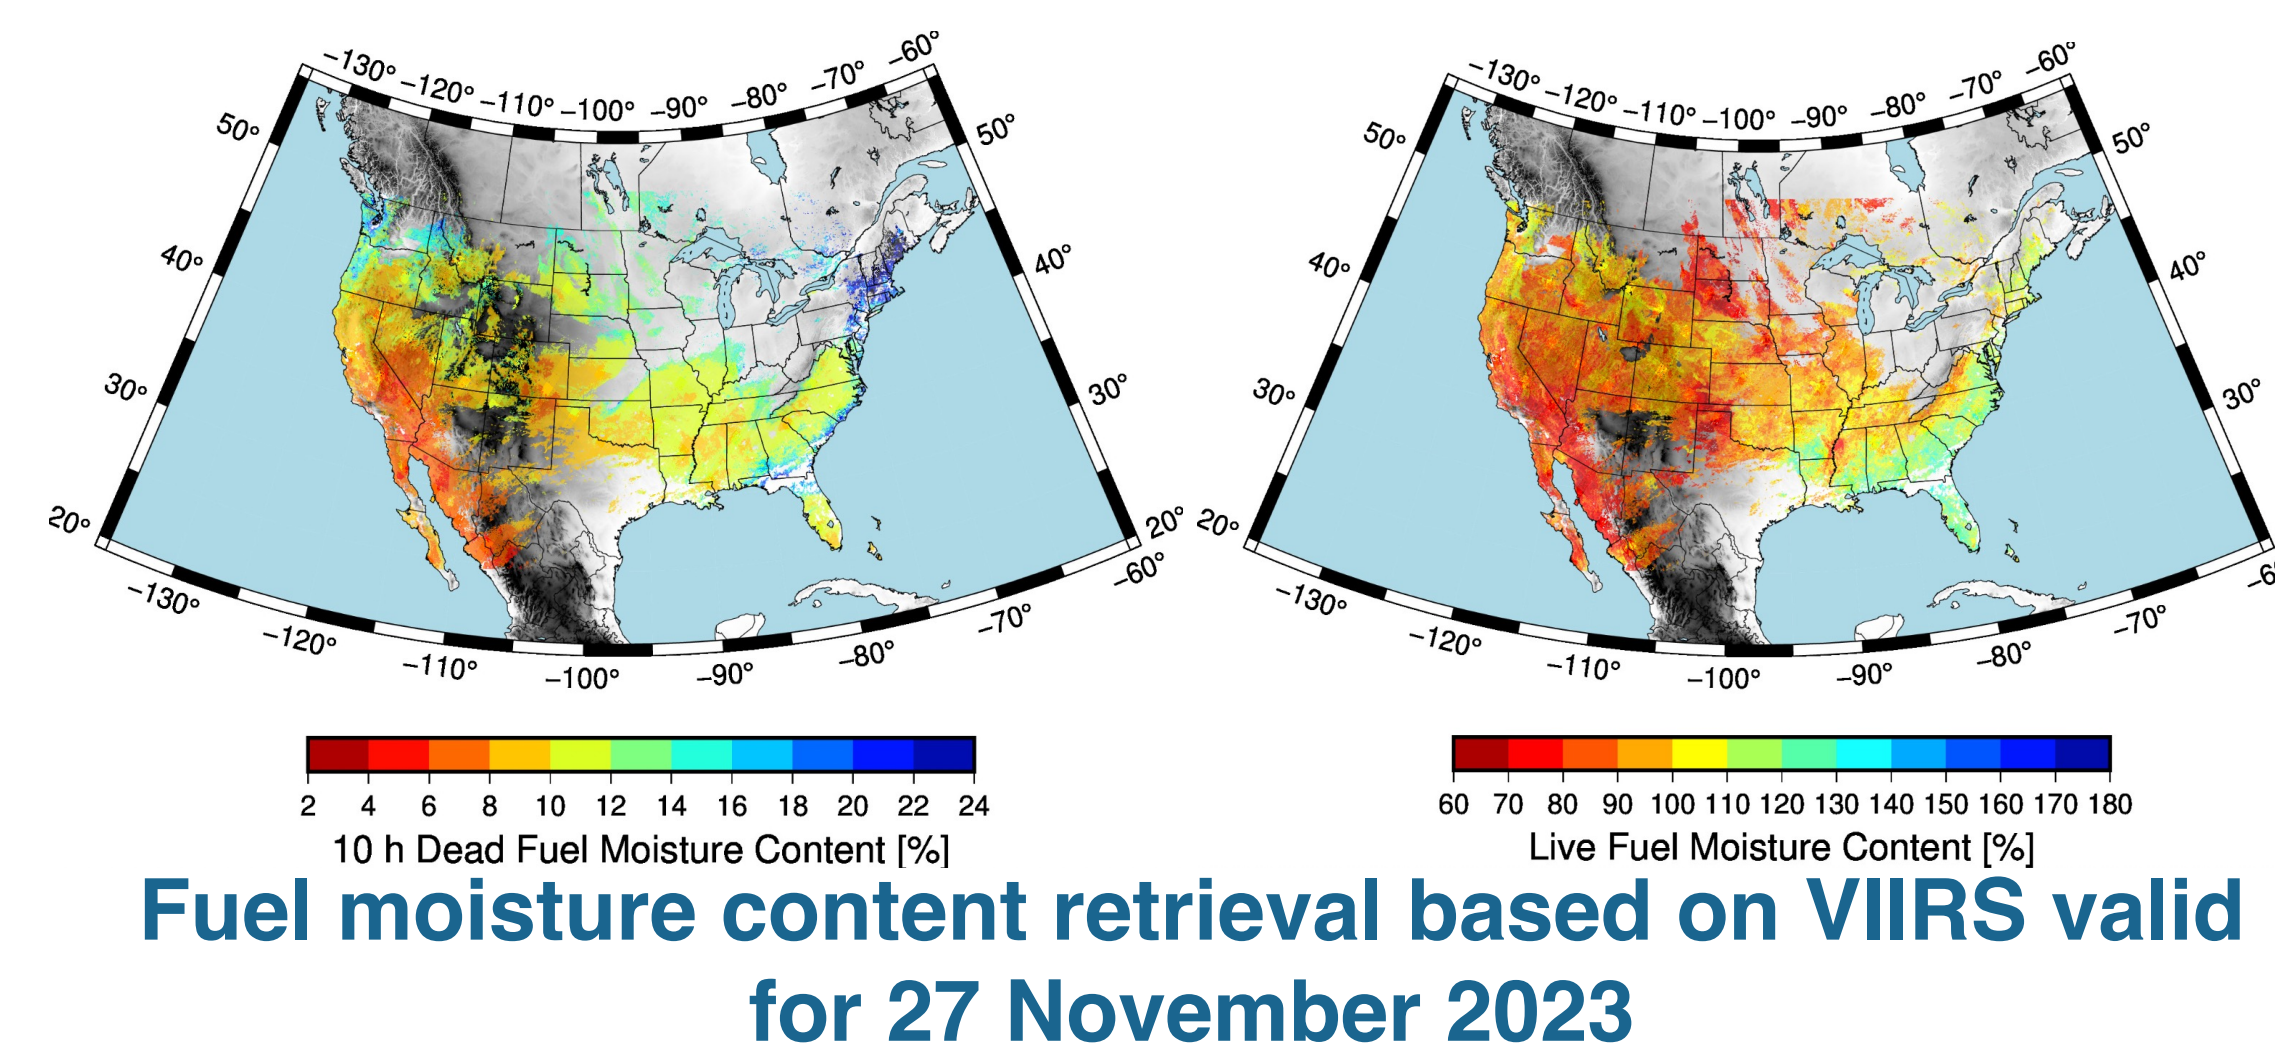 −130° −120° −110° −100° −90° −80° −70° −60°
50° 50°
40° 40°
30° 30°
20° 20°
−130° −120° −110° −100° −90° −80° −70° −60°
2 4 6 8 10 12 14 16 18 20 22 24
10 h Dead Fuel Moisture Content [%]
−130° −120° −110° −100° −90° −80° −70° −60°
50° 50°
40° 40°
30° 30°
20°
−130° −120° −110° −100° −90° −80° −70° −6
60 70 80 90 100 110 120 130 140 150 160 170 180
Live Fuel Moisture Content [%]
Fuel moisture content retrieval based on VIIRS valid
for 27 November 2023